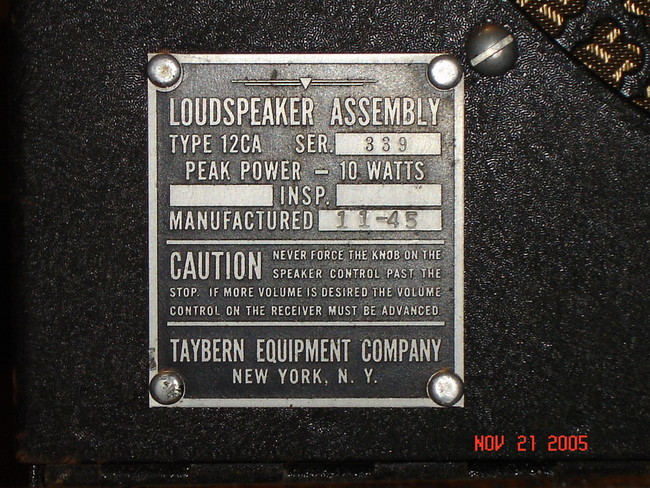 LOUDSPEAKER ASSEMBLY
TYPE 12CA SER. 339
PEAK POWER - 10 WATTS
INSP.
MANUFACTURED 11-45
CAUTION NEVER FORCE THE KNOB ON THE
SPEAKER CONTROL PAST THE
STOP. IF MORE VOLUME IS DESIRED THE VOLUME
CONTROL ON THE RECEIVER MUST BE ADVANCED
TAYBERN EQUIPMENT COMPANY
NEW YORK, N. Y.
NOV 21 2005